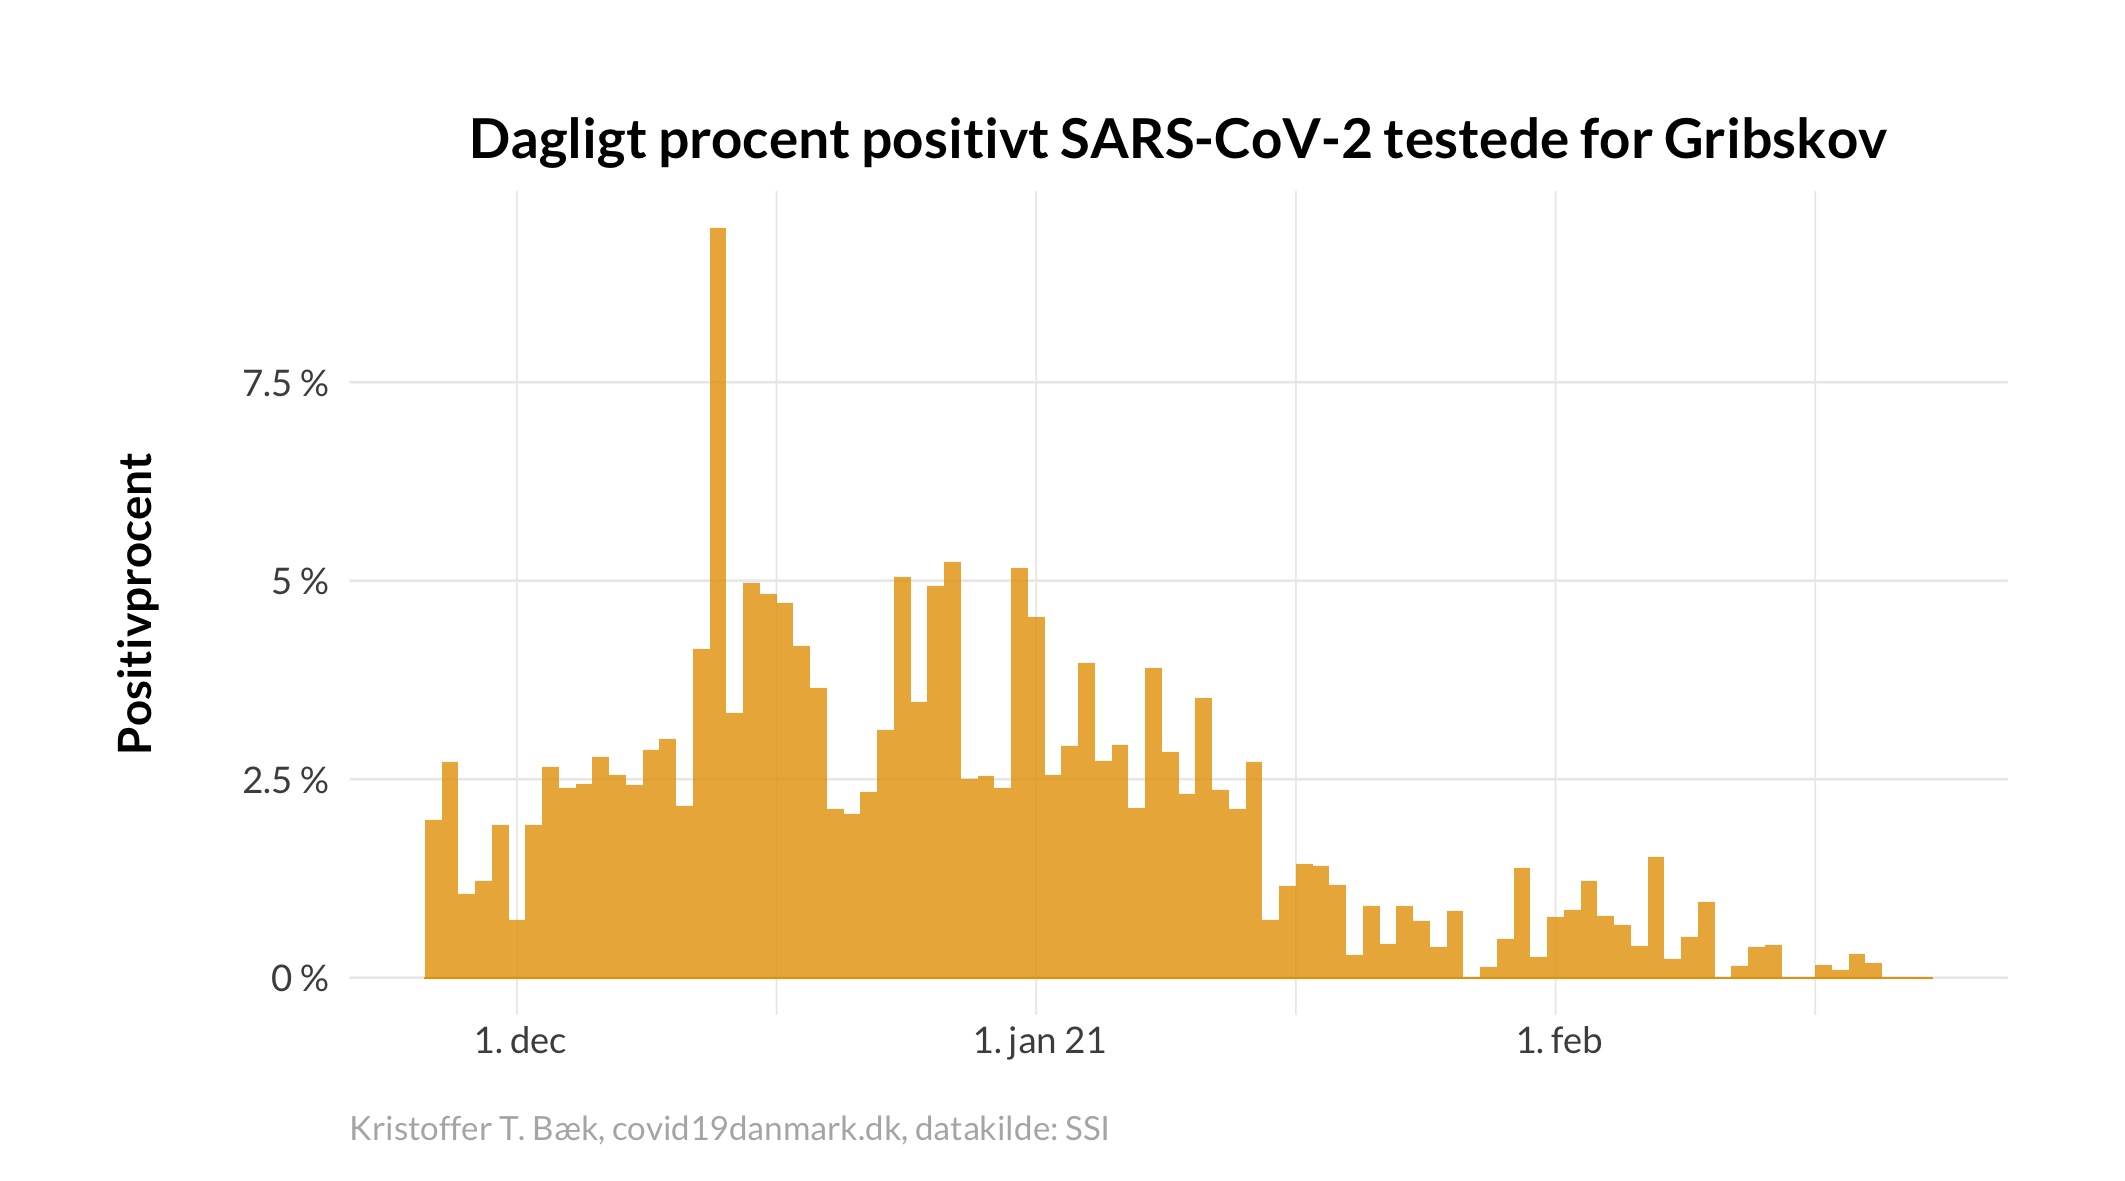 Dagligt procent positivt SARS-CoV-2 testede for Gribskov
Positivprocent
7.5 %
5 %
2.5 %
0 %
1. dec
1. jan 21
1. feb
Kristoffer T. Bæk, covid19danmark.dk, datakilde: SSI